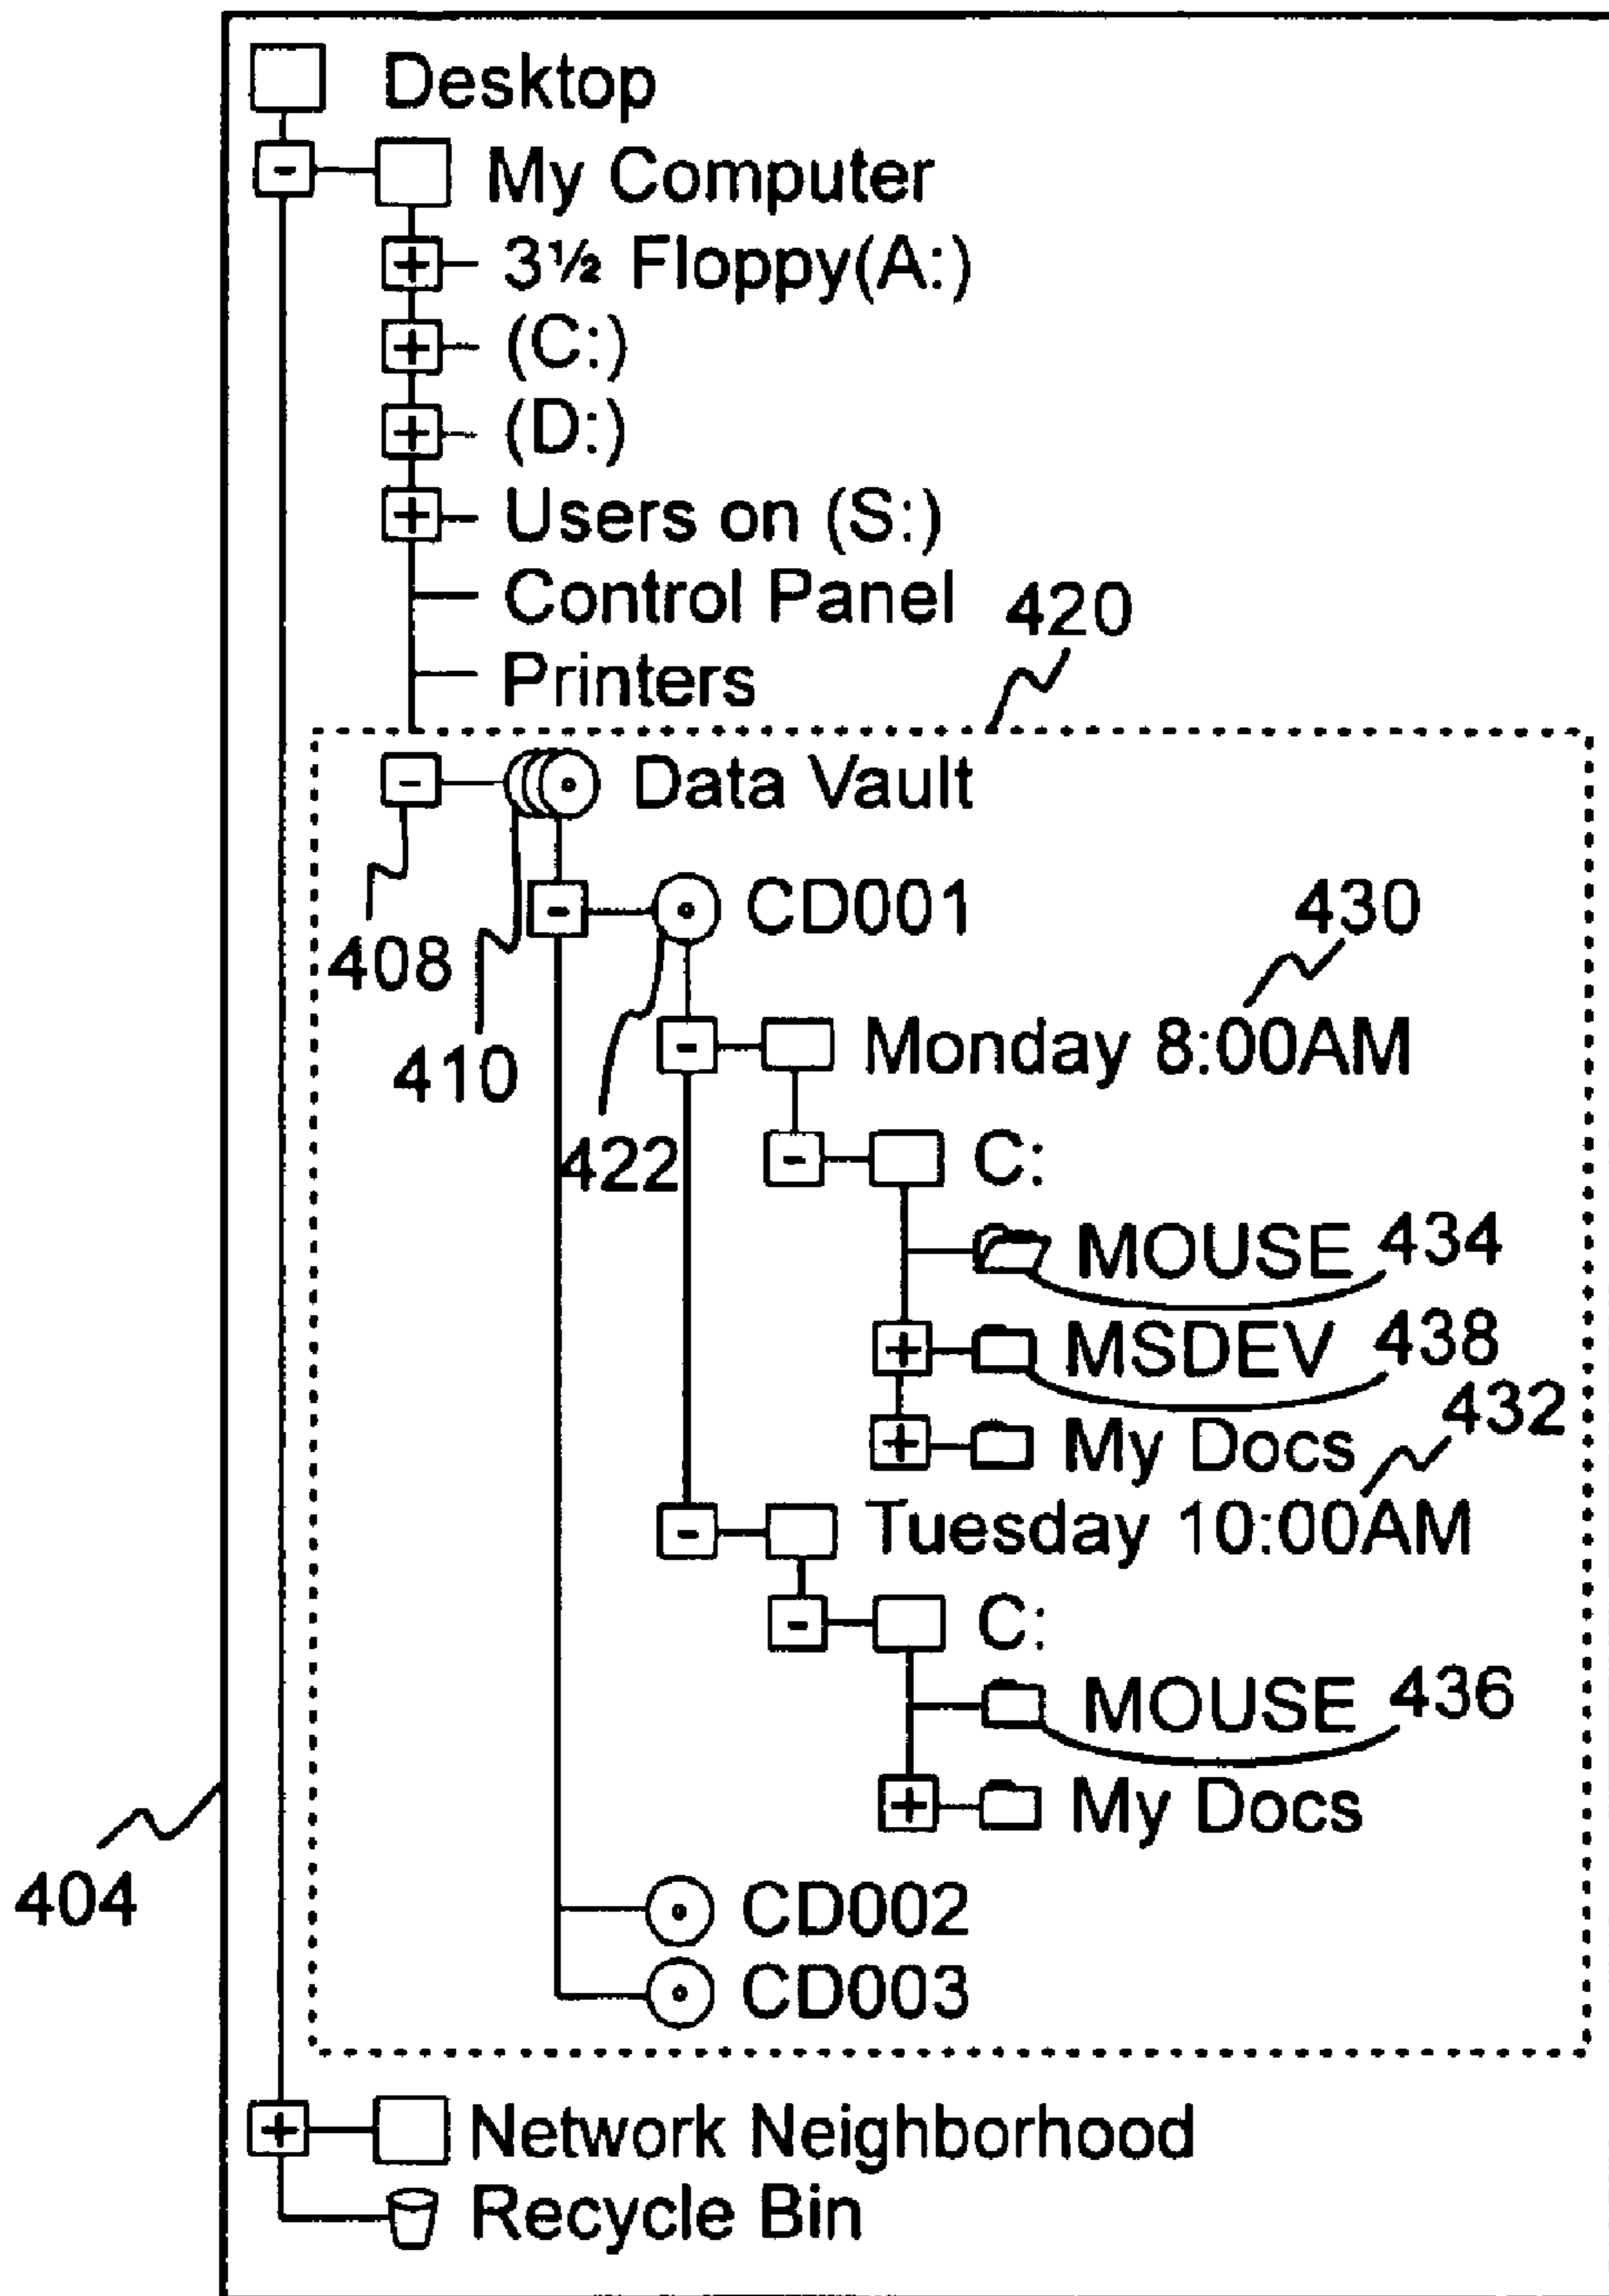 Desktop
My Computer
3½ Floppy(A:)
(C:)
(D:)
Users on (S:)
Control Panel
420
Printers
Data Vault
CD001
430
408
Monday 8:00AM
410
422
C:
MOUSE 434
MSDEV 438
432
My Docs
Tuesday 10:00AM
C:
MOUSE 436
My Docs
404
CD002
CD003
Network Neighborhood
Recycle Bin